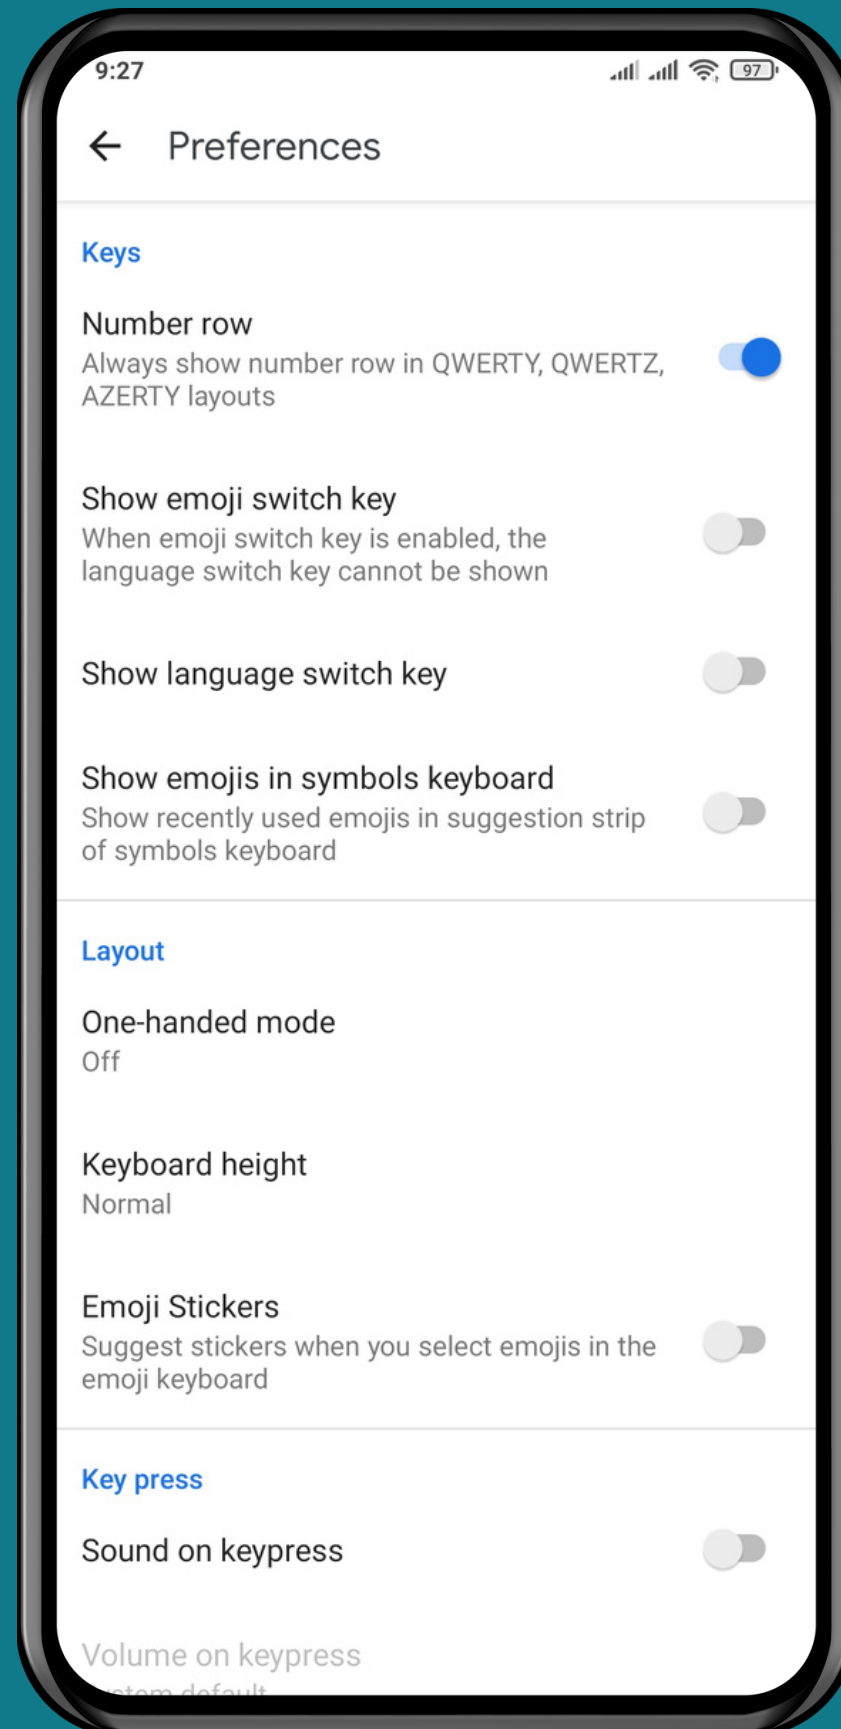 9:27
97
Preferences
Keys
Number row
Always show number row in QWERTY, QWERTZ,
AZERTY layouts
Show emoji switch key
When emoji switch key is enabled, the
language switch key cannot be shown
Show language switch key
Show emojis in symbols keyboard
Show recently used emojis in suggestion strip
of symbols keyboard
Layout
One-handed mode
Off
Keyboard height
Normal
Emoji Stickers
Suggest stickers when you select emojis in the
emoji keyboard
Key press
Sound on keypress
Volume on keypress
System default